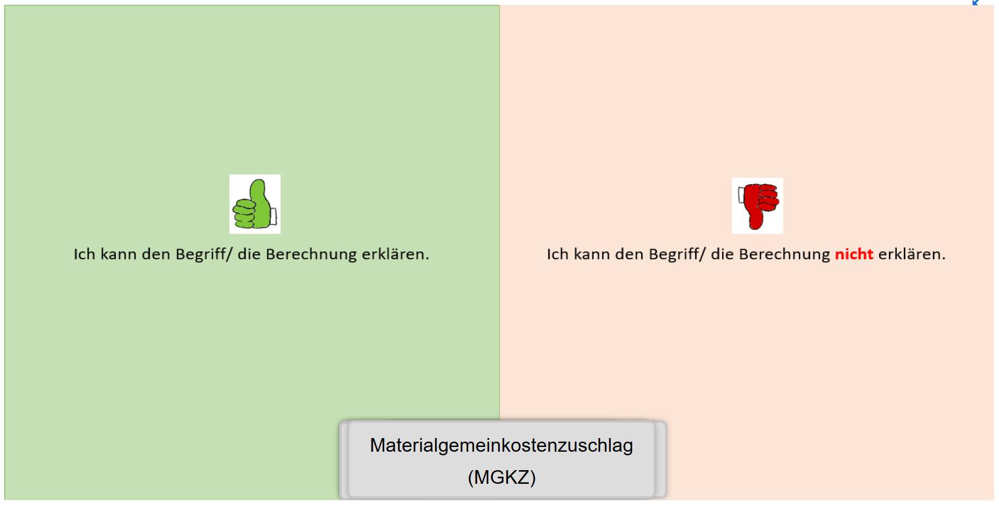 Ich kann den Begriff/ die Berechnung erklären.
Ich kann den Begriff/ die Berechnung nicht erklären.
Materialgemeinkostenzuschlag
(MGKZ)